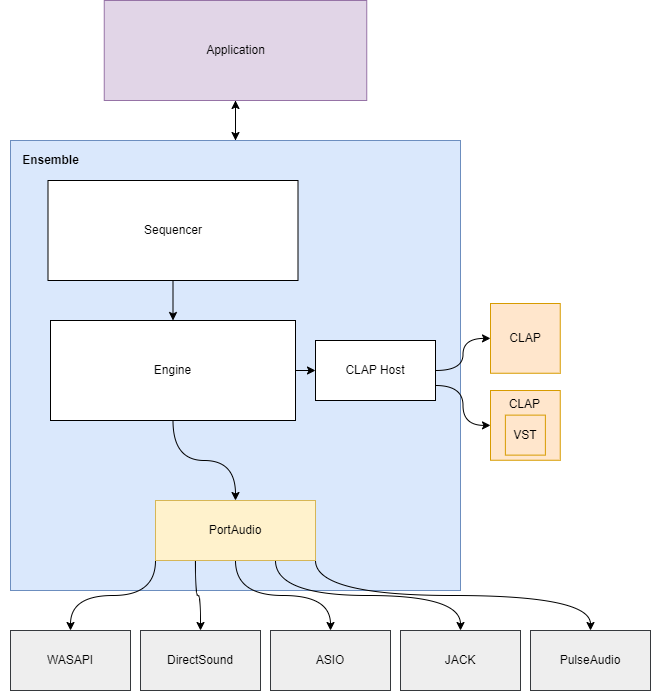 Application
Ensemble
Sequencer
Engine
CLAP Host
CLAP
CLAP
VST
PortAudio
WASAPI
DirectSound
ASIO
JACK
PulseAudio